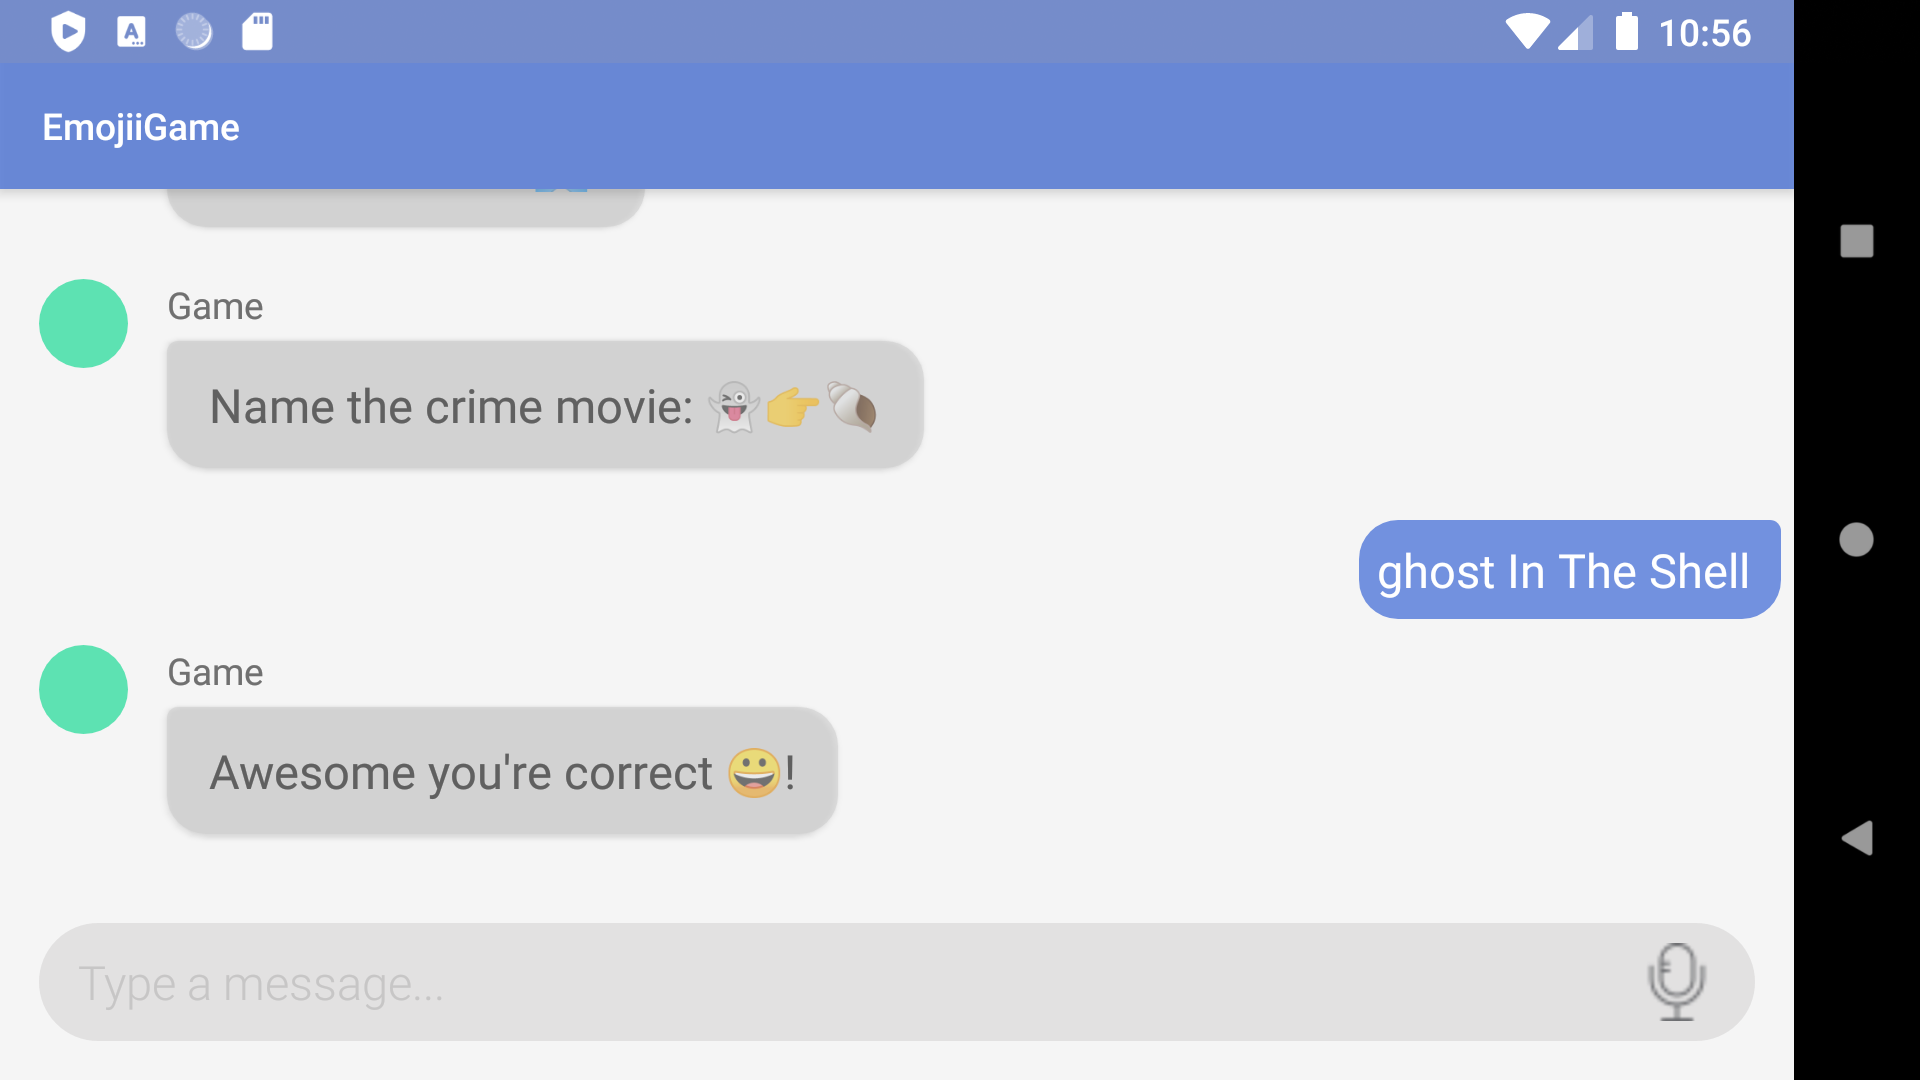 10:56
EmojiiGame
Game
Name the crime movie: 👻👉🐚
ghost In The Shell
Game
Awesome you're correct 😀!
Type a message...